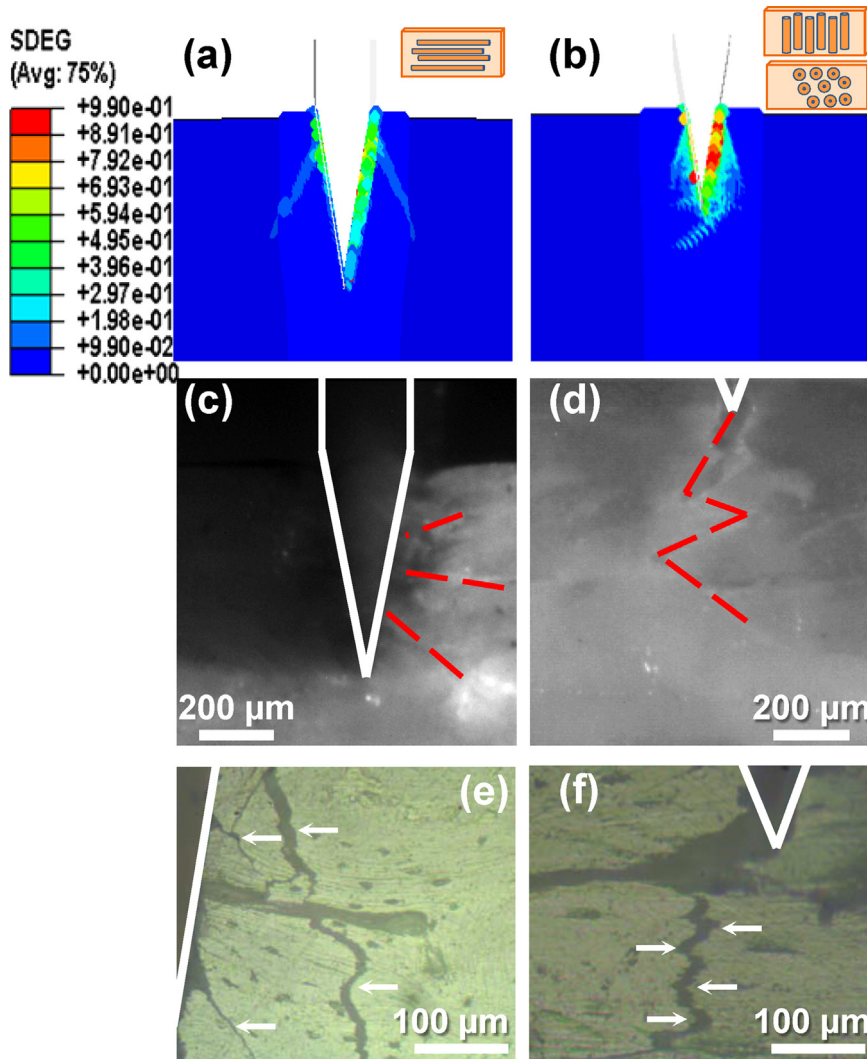 SDEG
(Avg: 75%)
+9.90e-01
+8.91e-01
+7.92e-01
+6.93e-01
+5.94e-01
+4.95e-01
+3.96e-01
+2.97e-01
+1.98e-01
+9.90e-02
+0.00e+00
(a)
(b)
(c)
200 µm
(d)
200 µm
(e)
100 µm
(f)
100 µm